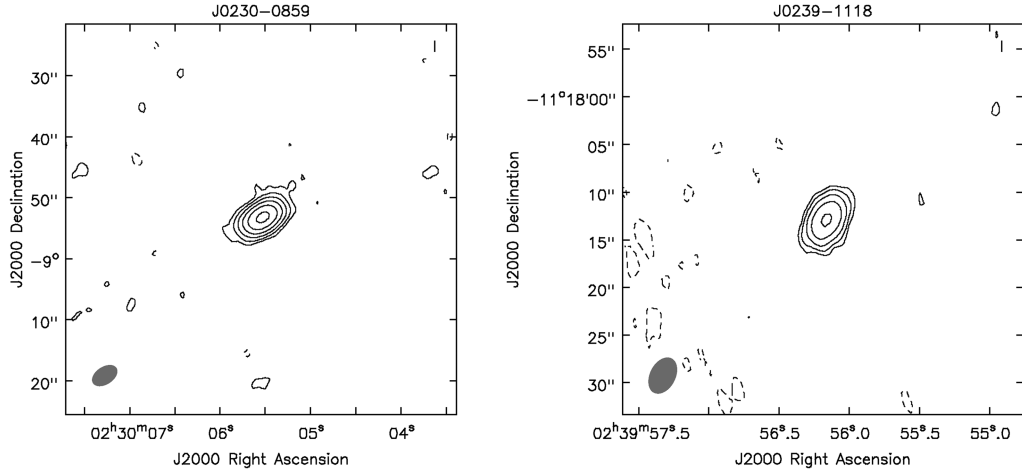 J0230-0859
I
30"
40"
50"
-9°
10"
20"
02ʰ30ᵐ07ˢ 06ˢ 05ˢ 04ˢ
J2000 Right Ascension
J2000 Declination
J0239-1118
I
55"
-11°18'00"
05"
10"
15"
20"
25"
30"
02ʰ39ᵐ57ˢ.5 56ˢ.5 56ˢ.0 55ˢ.5 55ˢ.0
J2000 Right Ascension
J2000 Declination